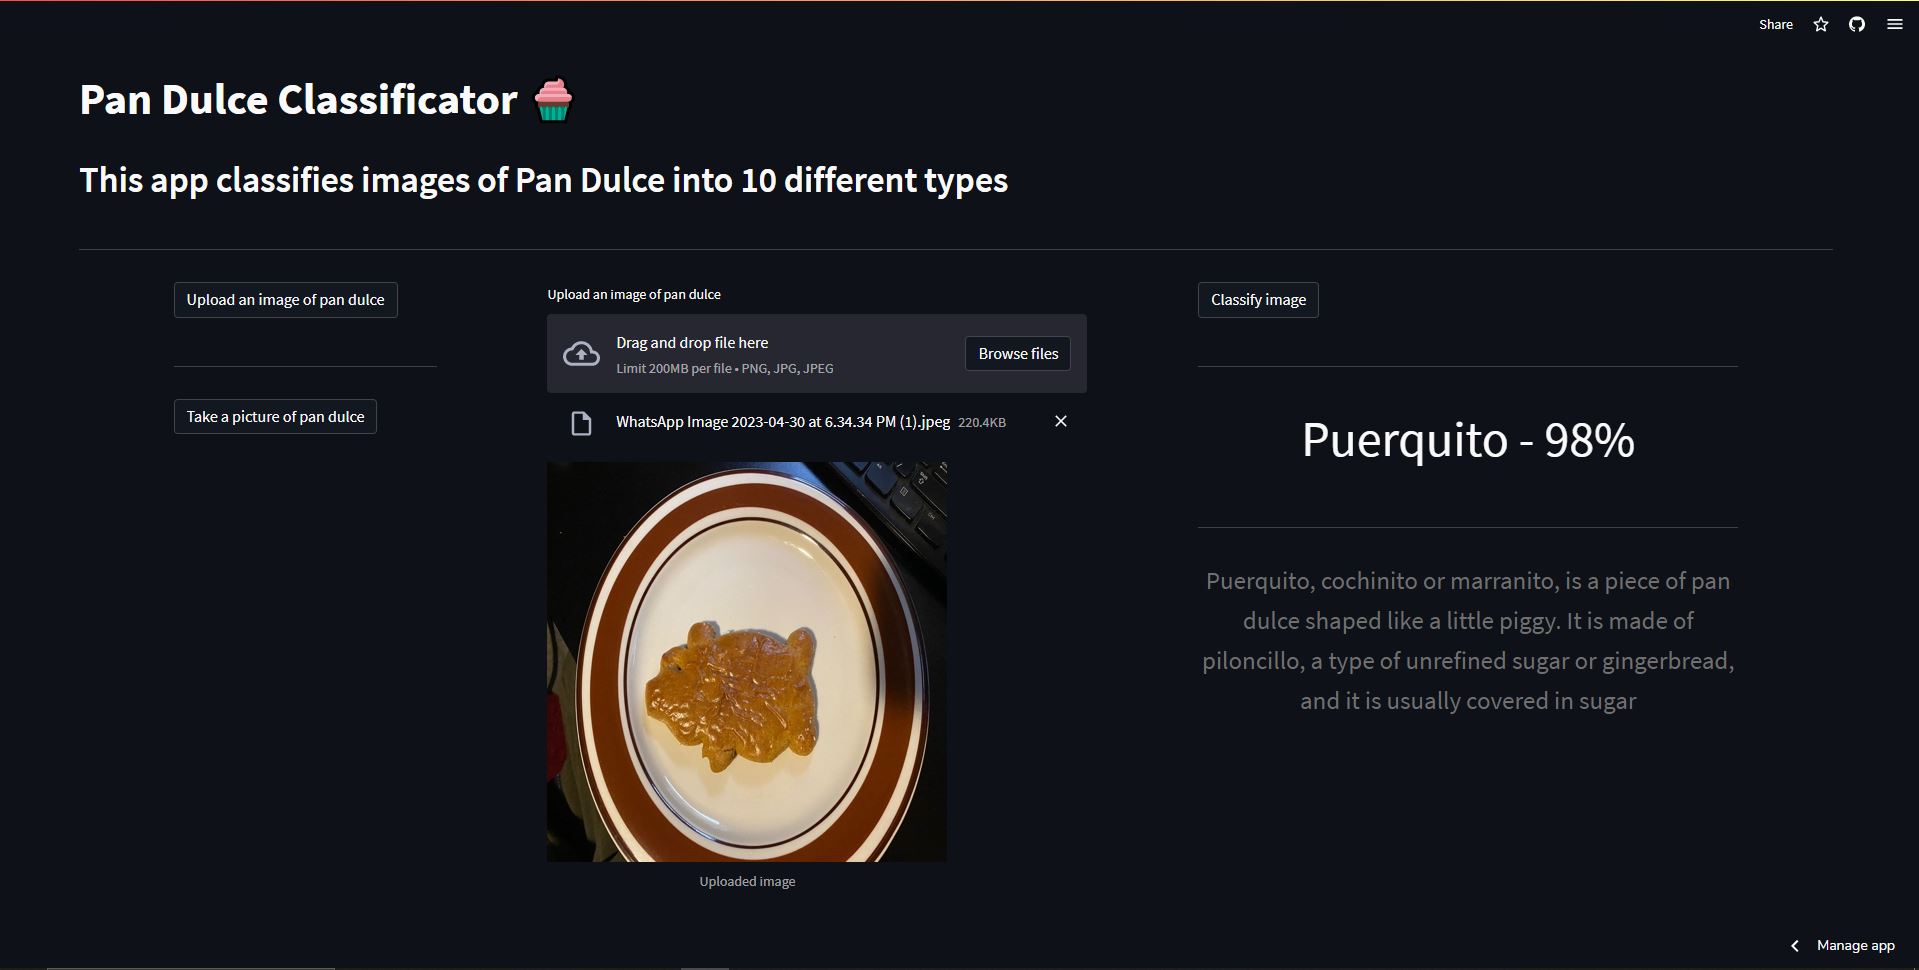 Share
Pan Dulce Classificator
This app classifies images of Pan Dulce into 10 different types
Upload an image of pan dulce
Take a picture of pan dulce
Upload an image of pan dulce
Drag and drop file here
Limit 200MB per file • PNG, JPG, JPEG
Browse files
WhatsApp Image 2023-04-30 at 6.34.34 PM (1).jpeg 220.4KB
Uploaded image
Classify image
Puerquito - 98%
Puerquito, cochinito or marranito, is a piece of pan
dulce shaped like a little piggy. It is made of
piloncillo, a type of unrefined sugar or gingerbread,
and it is usually covered in sugar
Manage app